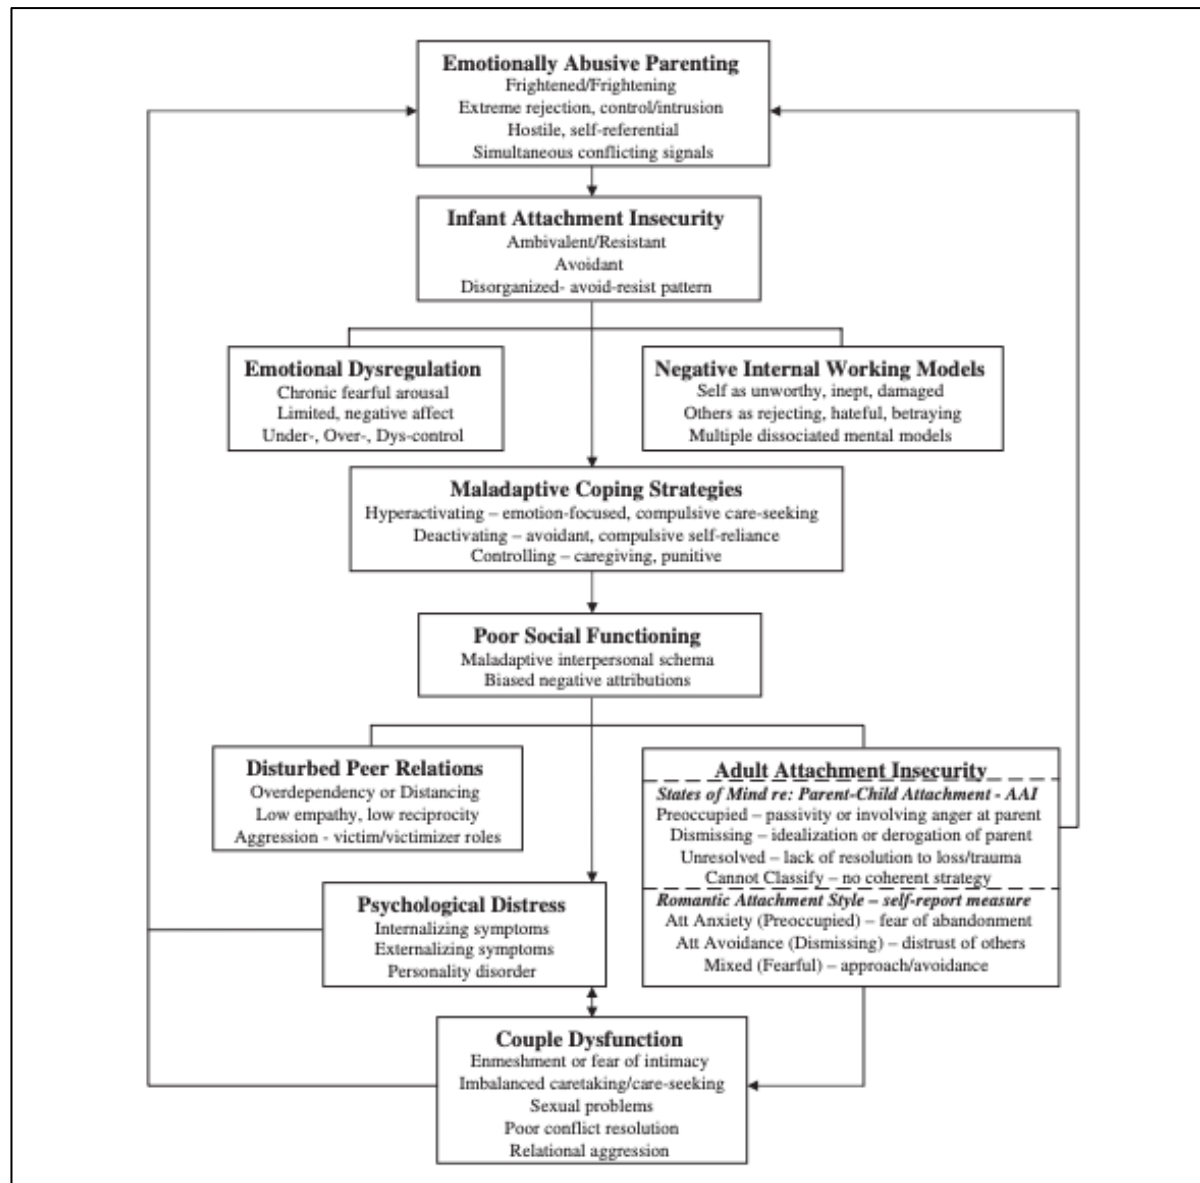 Emotionally Abusive Parenting
Frightened/Frightening
Extreme rejection, control/intrusion
Hostile, self-referential
Simultaneous conflicting signals
Infant Attachment Insecurity
Ambivalent/Resistant
Avoidant
Disorganized- avoid-resist pattern
Emotional Dysregulation
Chronic fearful arousal
Limited, negative affect
Under-, Over-, Dys-control
Negative Internal Working Models
Self as unworthy, inept, damaged
Others as rejecting, hateful, betraying
Multiple dissociated mental models
Maladaptive Coping Strategies
Hyperactivating – emotion-focused, compulsive care-seeking
Deactivating – avoidant, compulsive self-reliance
Controlling – caregiving, punitive
Poor Social Functioning
Maladaptive interpersonal schema
Biased negative attributions
Disturbed Peer Relations
Overdependency or Distancing
Low empathy, low reciprocity
Aggression - victim/victimizer roles
Adult Attachment Insecurity
States of Mind re: Parent-Child Attachment - AAI
Preoccupied – passivity or involving anger at parent
Dismissing – idealization or derogation of parent
Unresolved – lack of resolution to loss/trauma
Cannot Classify – no coherent strategy
Romantic Attachment Style – self-report measure
Att Anxiety (Preoccupied) – fear of abandonment
Att Avoidance (Dismissing) – distrust of others
Mixed (Fearful) – approach/avoidance
Psychological Distress
Internalizing symptoms
Externalizing symptoms
Personality disorder
Couple Dysfunction
Enmeshment or fear of intimacy
Imbalanced caretaking/care-seeking
Sexual problems
Poor conflict resolution
Relational aggression